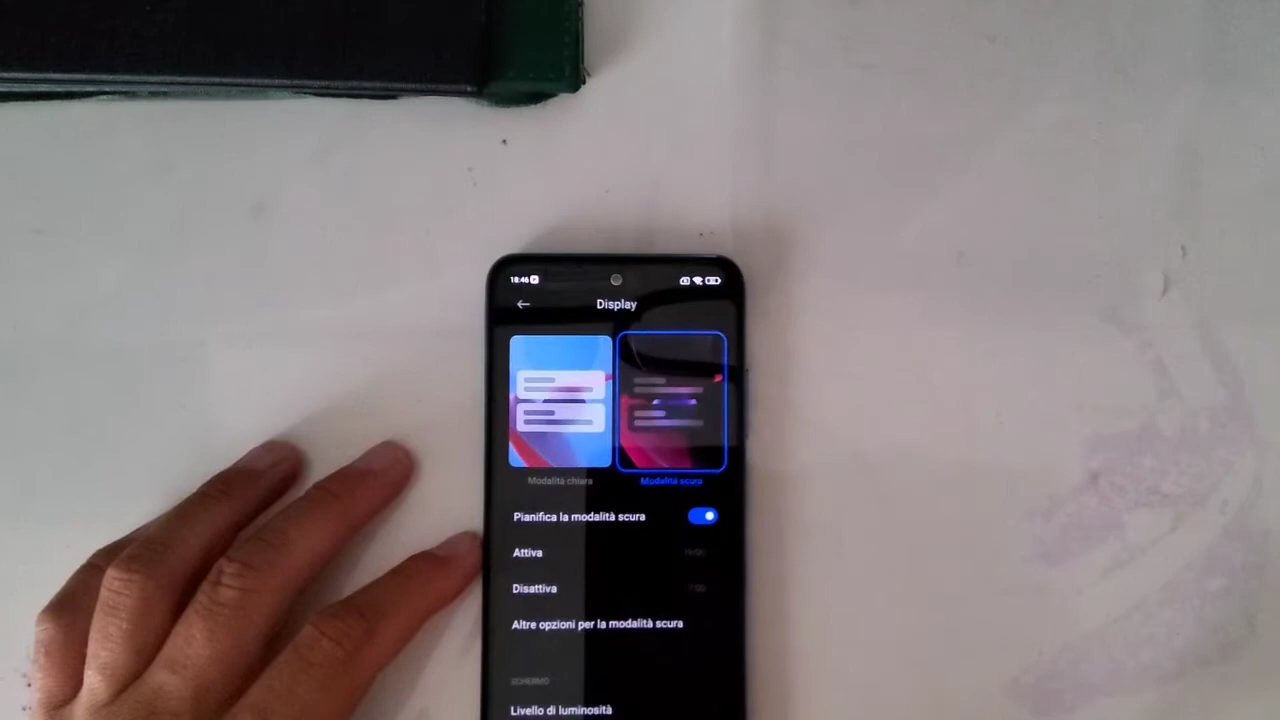 18:46
Display
Modalità chiara
Modalità scura
Pianifica la modalità scura
Attiva
Disattiva
Altre opzioni per la modalità scura
SCHERMO
Livello di luminosità